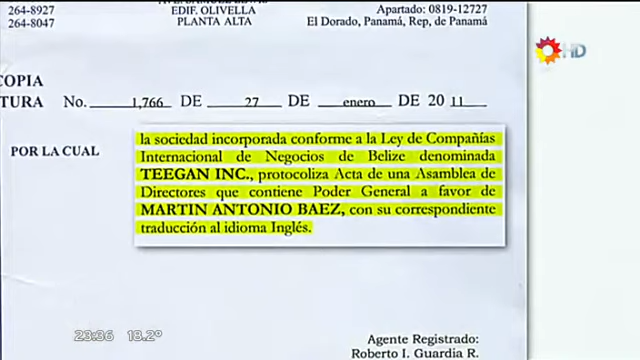 264-8927
264-8047
EDIF. OLIVELLA
PLANTA ALTA
Apartado: 0819-12727
El Dorado, Panamá, Rep. de Panamá
HD
COPIA
TURA No. 1,766 DE 27 DE enero DE 2011
POR LA CUAL
la sociedad incorporada conforme a la Ley de Compañías
Internacional de Negocios de Belize denominada
TEEGAN INC., protocoliza Acta de una Asamblea de
Directores que contiene Poder General a favor de
MARTIN ANTONIO BAEZ, con su correspondiente
traducción al idioma Inglés.
23:36 18.2°
Agente Registrado:
Roberto I. Guardia R.